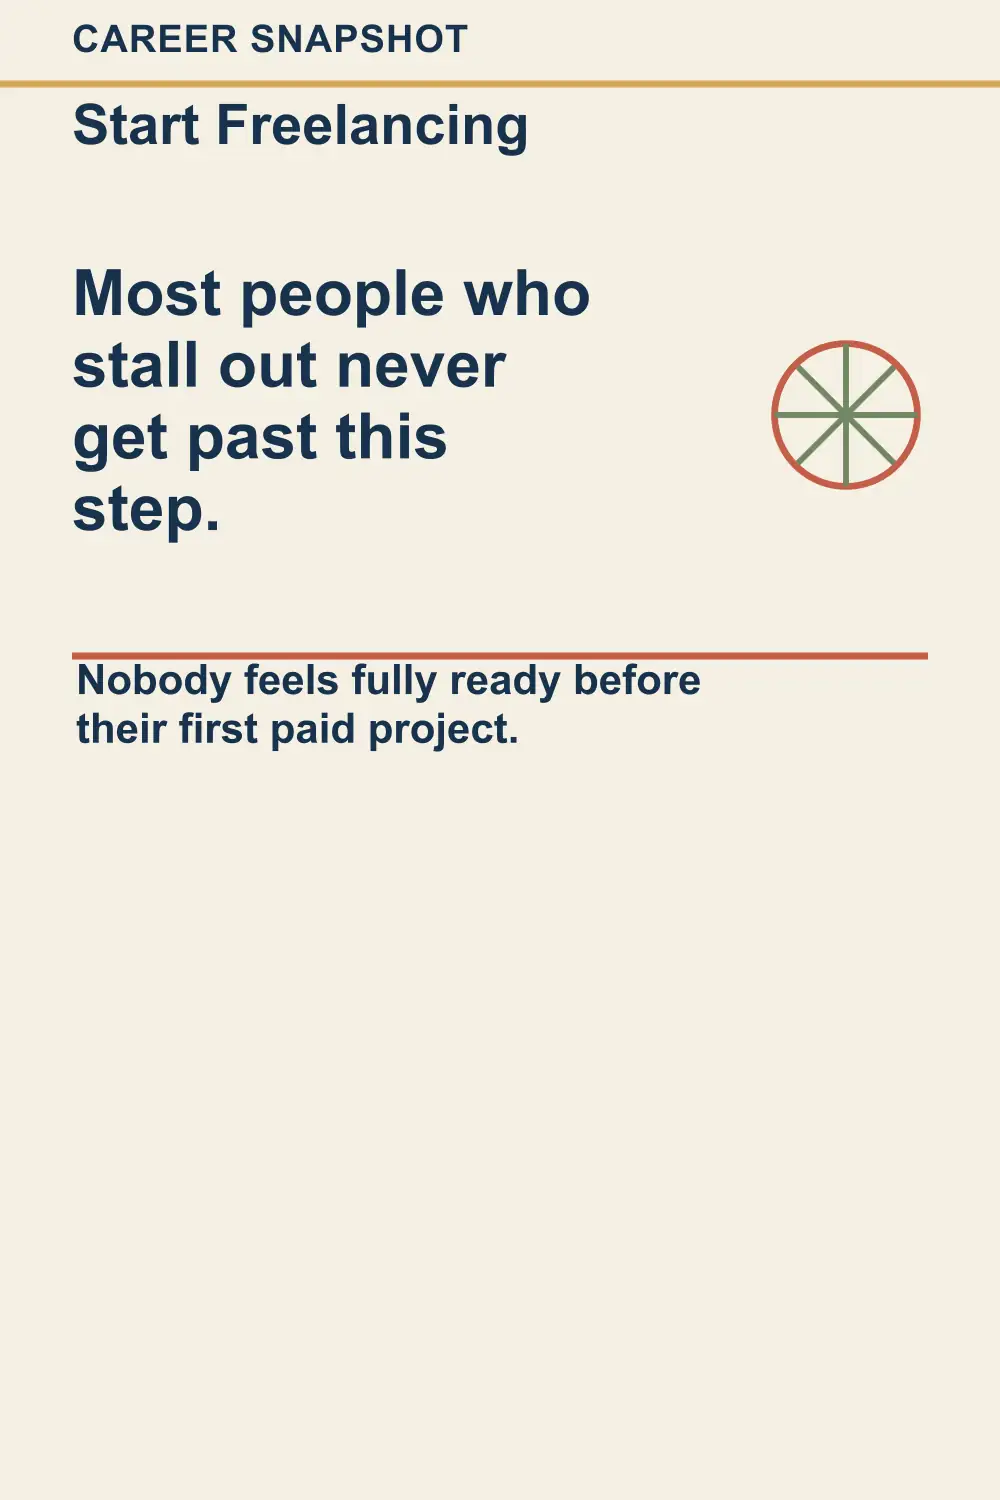 CAREER SNAPSHOT
Start Freelancing
Most people who
stall out never
get past this
step.
Nobody feels fully ready before
their first paid project.